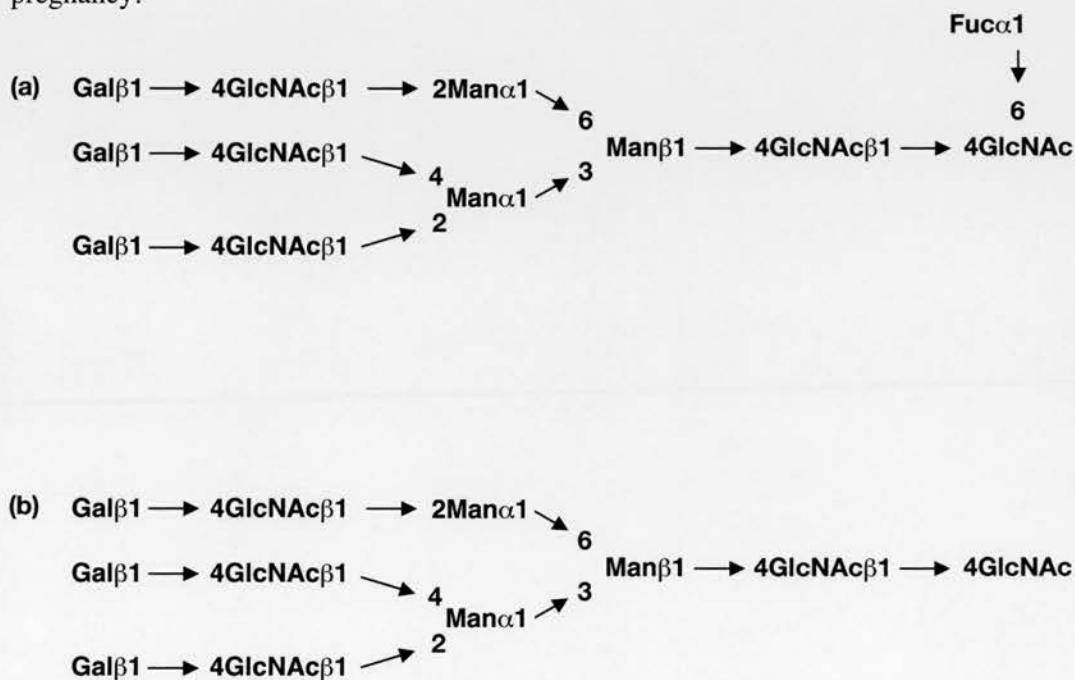 pregnancy.
Fucα1
(a) Galβ1 → 4GlcNAcβ1 → 2Manα1
6
6
Manβ1 → 4GlcNAcβ1 → 4GlcNAc
Galβ1 → 4GlcNAcβ1
3
4
Manα1
2
Galβ1 → 4GlcNAcβ1
(b) Galβ1 → 4GlcNAcβ1 → 2Manα1
6
Manβ1 → 4GlcNAcβ1 → 4GlcNAc
Galβ1 → 4GlcNAcβ1
3
4
Manα1
2
Galβ1 → 4GlcNAcβ1